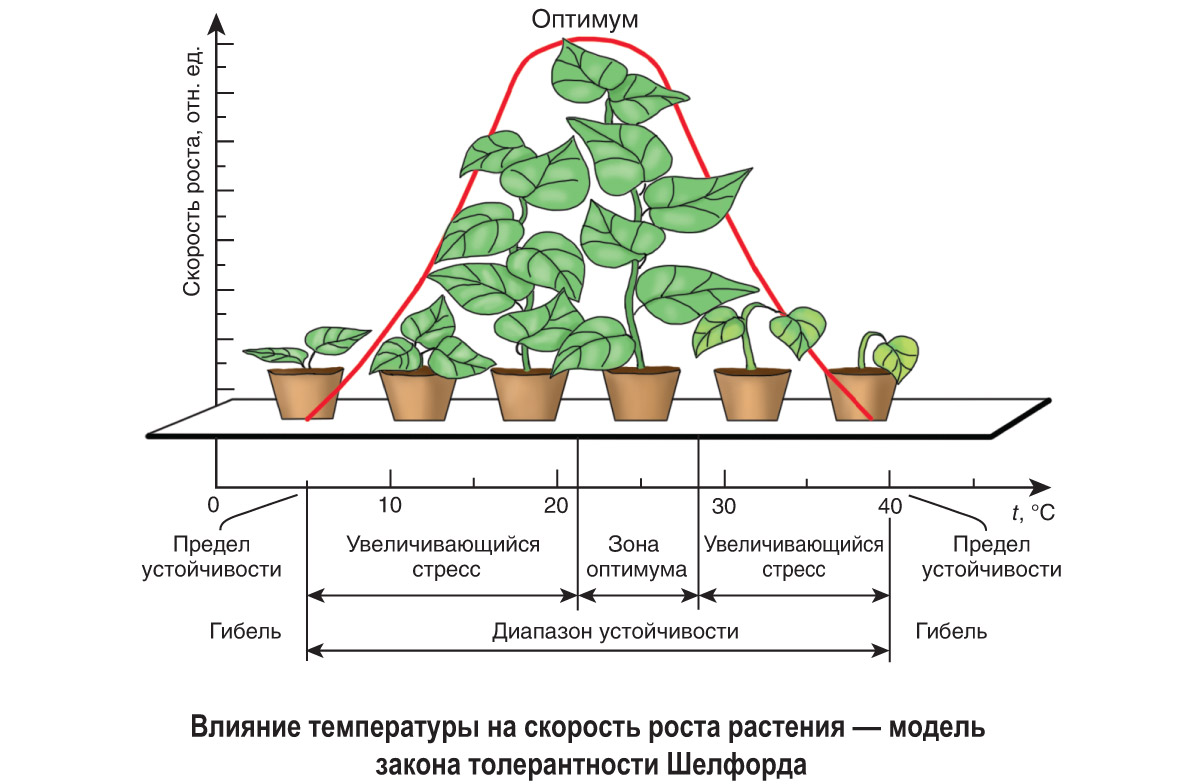 Оптимум
Скорость роста, отн. ед.
0
10
20
30
40
t, °C
Предел
устойчивости
Увеличивающийся
стресс
Зона
оптимума
Увеличивающийся
стресс
Предел
устойчивости
Гибель
Диапазон устойчивости
Гибель
Влияние температуры на скорость роста растения — модель
закона толерантности Шелфорда